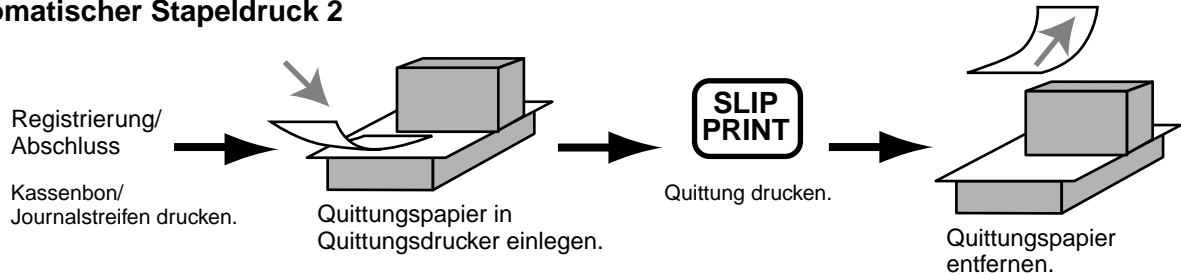 omatischer Stapeldruck 2
Registrierung/
Abschluss
Kassenbon/
Journalstreifen drucken.
Quittungspapier in
Quittungsdrucker einlegen.
SLIP
PRINT
Quittung drucken.
Quittungspapier
entfernen.